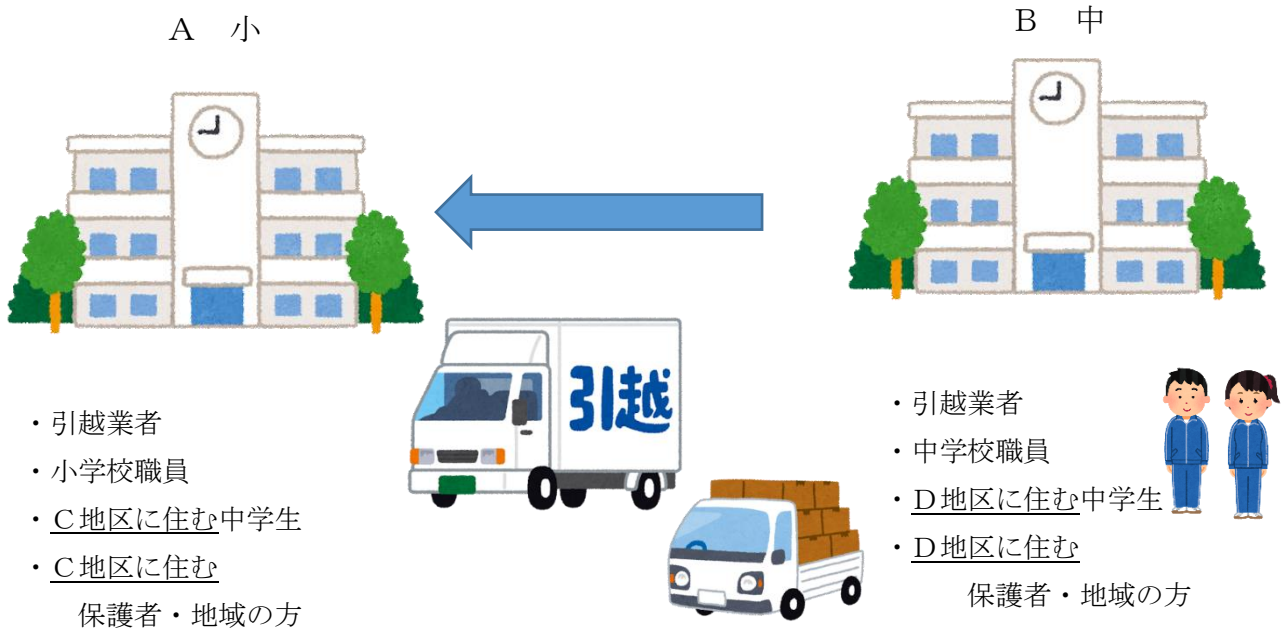 A　小
B　中
・引越業者
・小学校職員
・C地区に住む中学生
・C地区に住む
保護者・地域の方
引越
・引越業者
・中学校職員
・D地区に住む中学生
・D地区に住む
保護者・地域の方